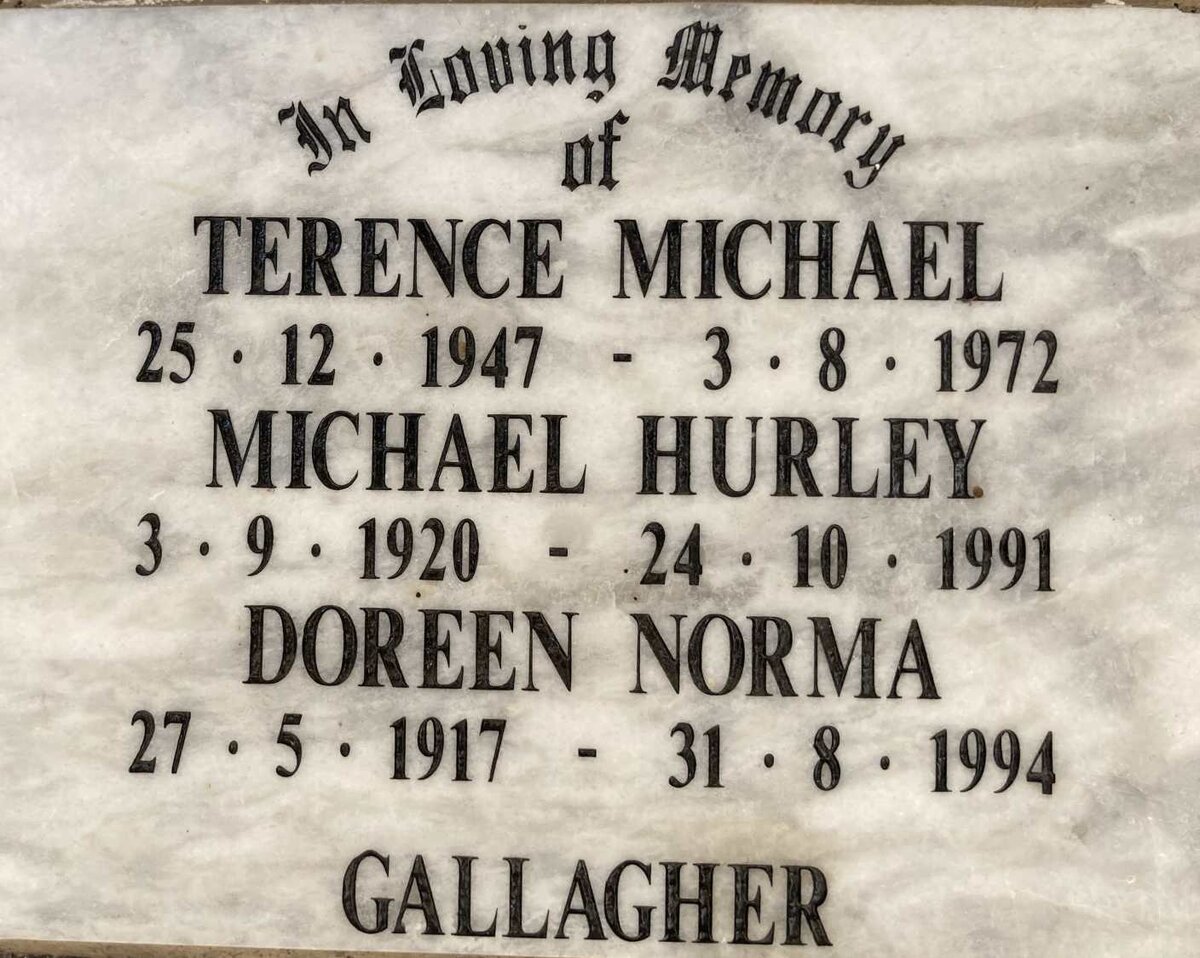 In Loving Memory
of
TERENCE MICHAEL
25 · 12 · 1947 - 3 · 8 · 1972
MICHAEL HURLEY
3 · 9 · 1920 - 24 · 10 · 1991
DOREEN NORMA
27 · 5 · 1917 - 31 · 8 · 1994
GALLAGHER